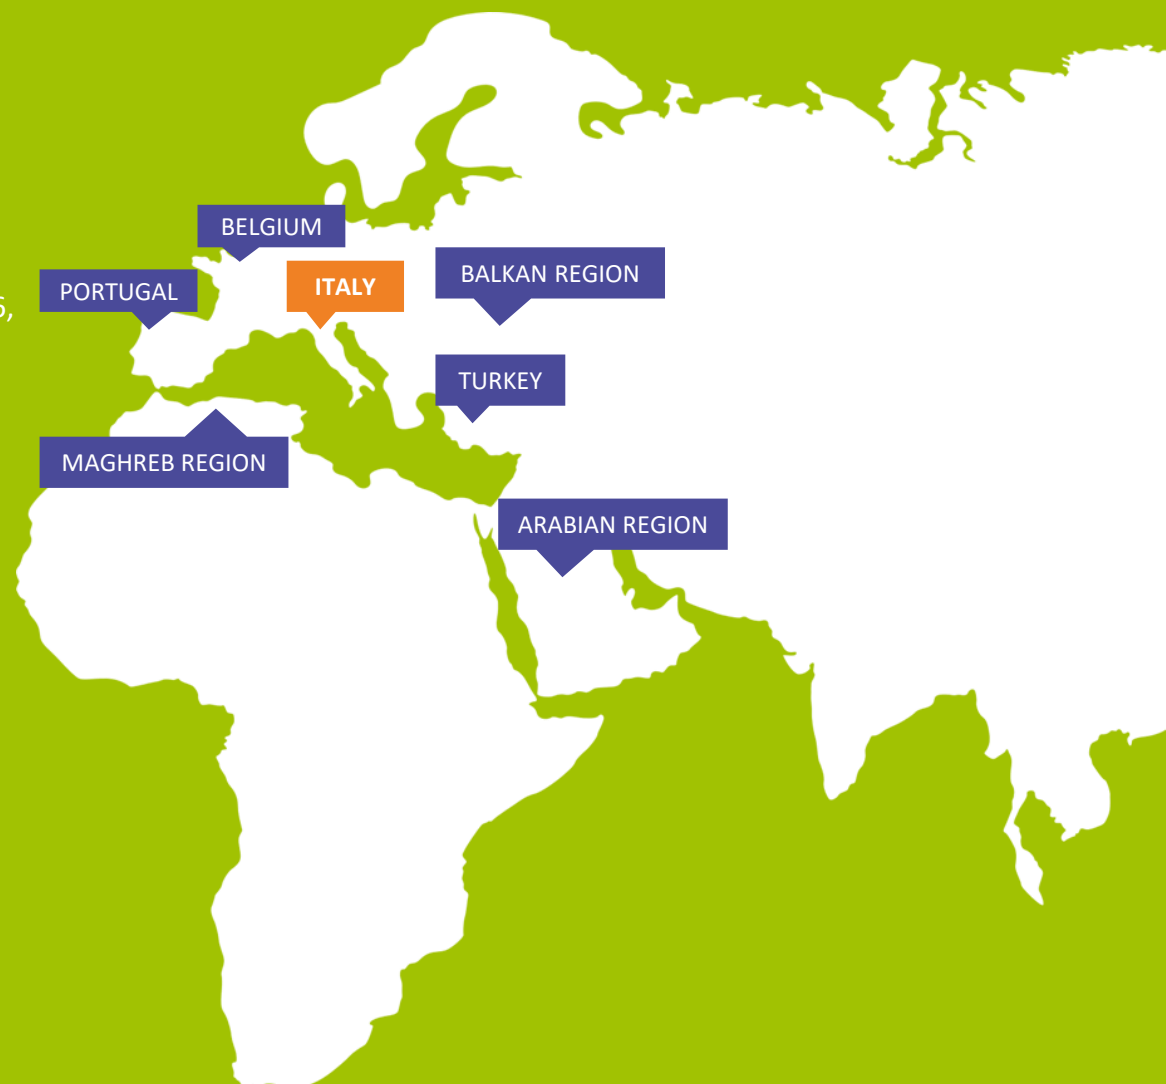 BELGIUM
PORTUGAL
ITALY
BALKAN REGION
TURKEY
MAGHREB REGION
ARABIAN REGION